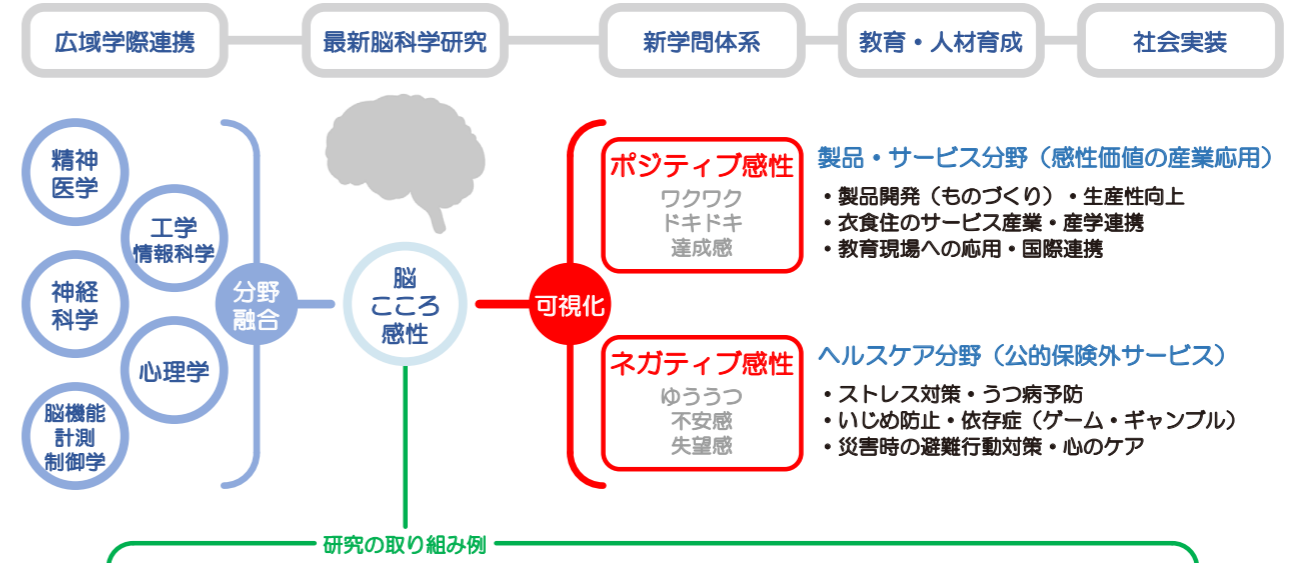 広域学際連携
最新脳科学研究
新学問体系
教育・人材育成
社会実装
精神
医学
工学
情報科学
神経
科学
心理学
脳機能
計測
制御学
分野
融合
脳
こころ
感性
可視化
ポジティブ感性
ワクワク
ドキドキ
達成感
製品・サービス分野（感性価値の産業応用）
・製品開発（ものづくり）・生産性向上
・衣食住のサービス産業・産学連携
・教育現場への応用・国際連携
ネガティブ感性
ゆううつ
不安感
失望感
ヘルスケア分野（公的保険外サービス）
・ストレス対策・うつ病予防
・いじめ防止・依存症（ゲーム・ギャンブル）
・災害時の避難行動対策・心のケア
研究の取り組み例